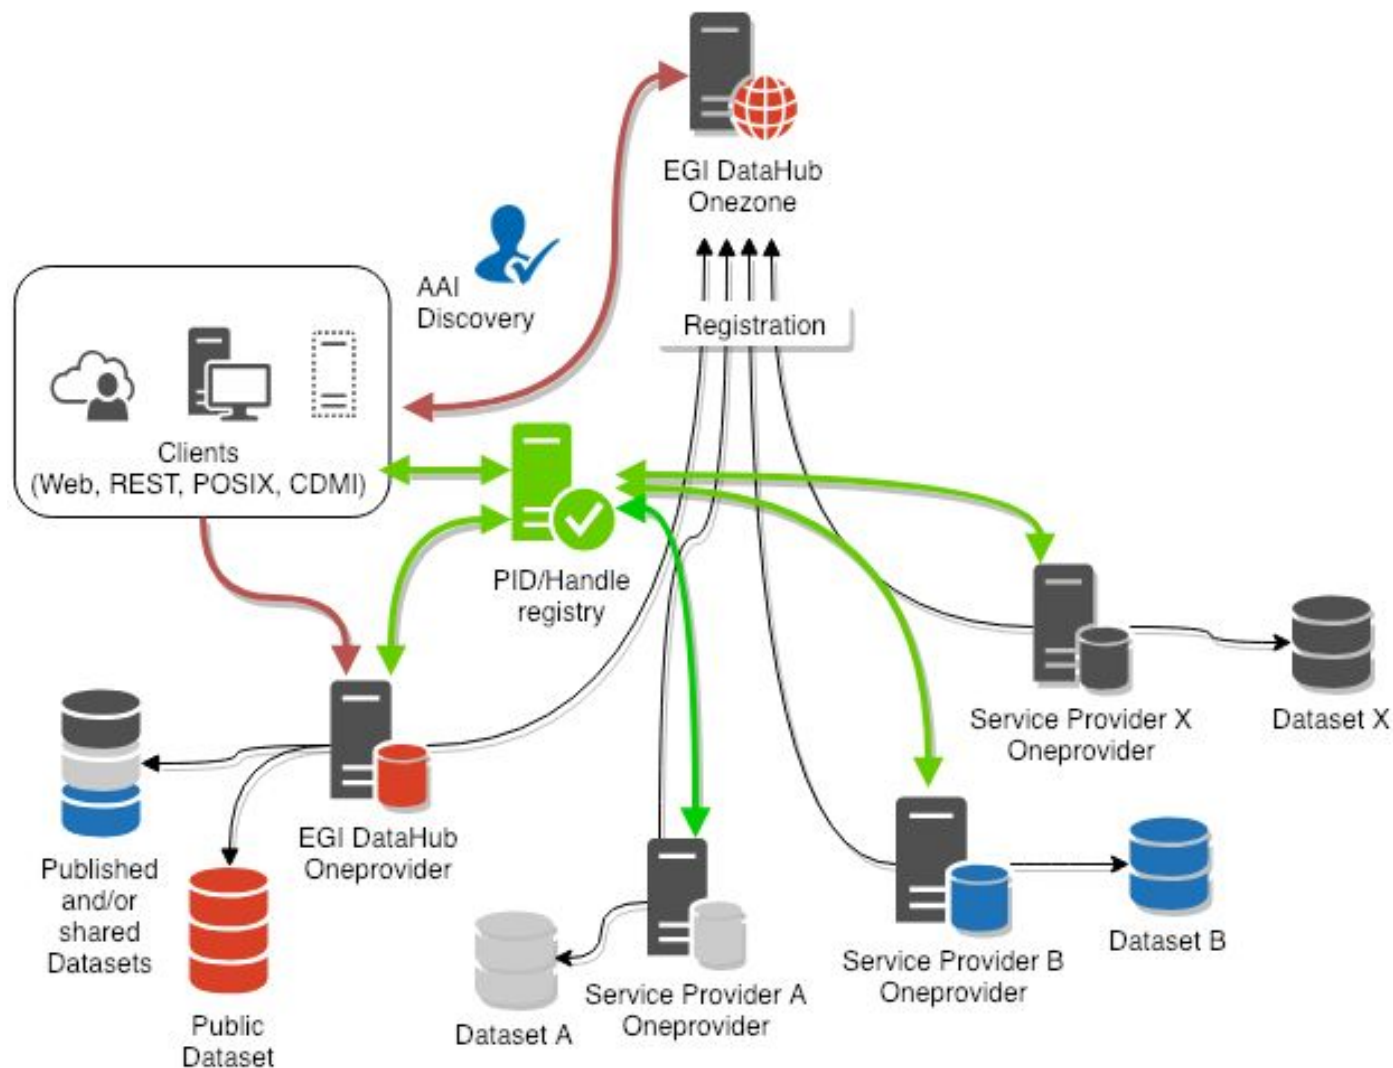 EGI DataHub
Onezone
AAI
Discovery
Registration
Clients
(Web, REST, POSIX, CDMI)
PID/Handle
registry
Service Provider X
Oneprovider
Dataset X
EGI DataHub
Oneprovider
Published
and/or
shared
Datasets
Public
Dataset
Dataset A
Service Provider A
Oneprovider
Service Provider B
Oneprovider
Dataset B